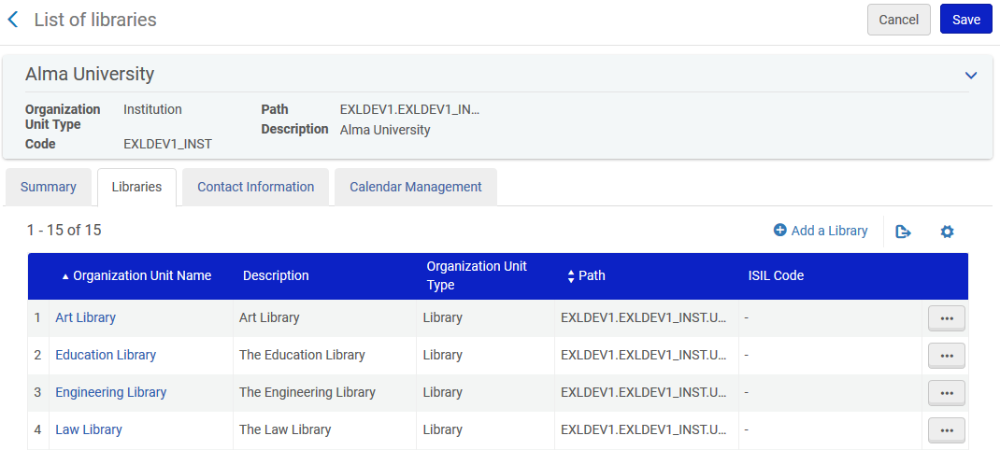 List of libraries
Cancel
Save
Alma University
Organization Unit Type
Institution
Path
EXLDEV1.EXLDEV1_IN...
Description
Alma University
Code
EXLDEV1_INST
Summary
Libraries
Contact Information
Calendar Management
1 - 15 of 15
Add a Library
Organization Unit Name
Description
Organization Unit Type
Path
ISIL Code
1 Art Library Art Library Library EXLDEV1.EXLDEV1_INST.U... -
2 Education Library The Education Library Library EXLDEV1.EXLDEV1_INST.U... -
3 Engineering Library The Engineering Library Library EXLDEV1.EXLDEV1_INST.U... -
4 Law Library The Law Library Library EXLDEV1.EXLDEV1_INST.U... -